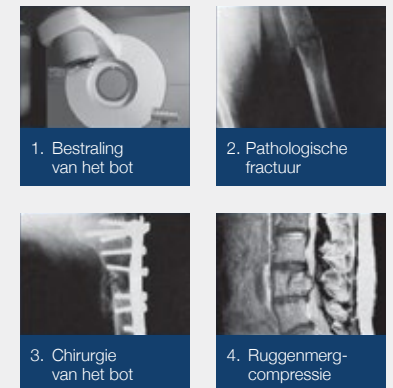 1. Bestraling
van het bot
2. Pathologische
fractuur
3. Chirurgie
van het bot
4. Ruggenmerg-
compressie